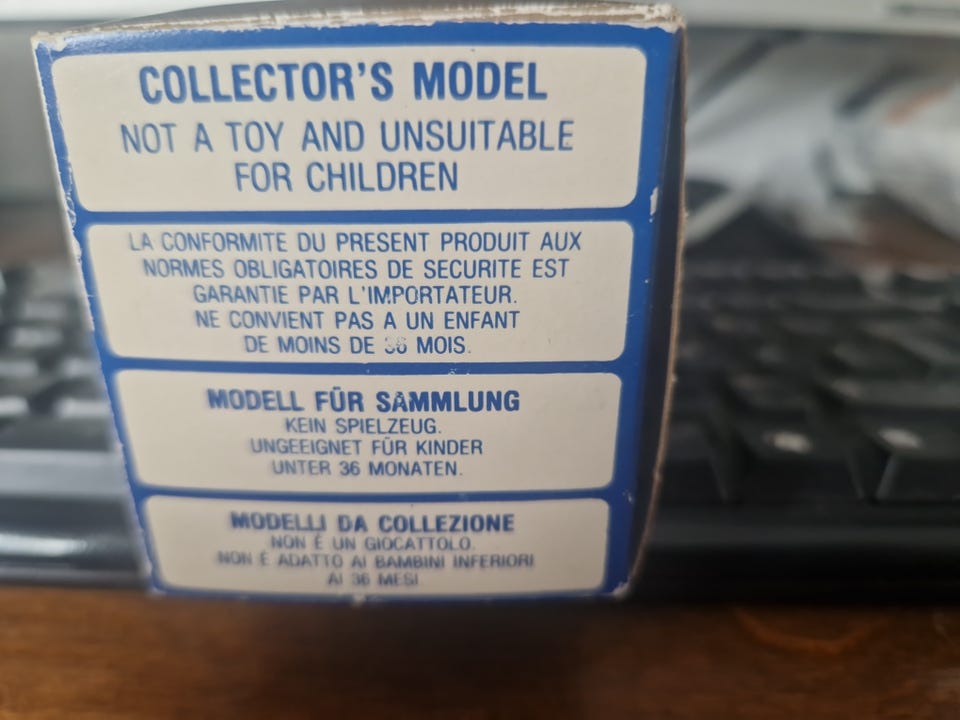 COLLECTOR'S MODEL
NOT A TOY AND UNSUITABLE
FOR CHILDREN
LA CONFORMITE DU PRESENT PRODUIT AUX
NORMES OBLIGATOIRES DE SECURITE EST
GARANTIE PAR L'IMPORTATEUR.
NE CONVIENT PAS A UN ENFANT
DE MOINS DE 36 MOIS.
MODELL FÜR SAMMLUNG
KEIN SPIELZEUG.
UNGEEIGNET FÜR KINDER
UNTER 36 MONATEN.
MODELLI DA COLLEZIONE
NON É UN GIOCATTOLO.
NON É ADATTO AI BAMBINI INFERIORI
AI 36 MESI